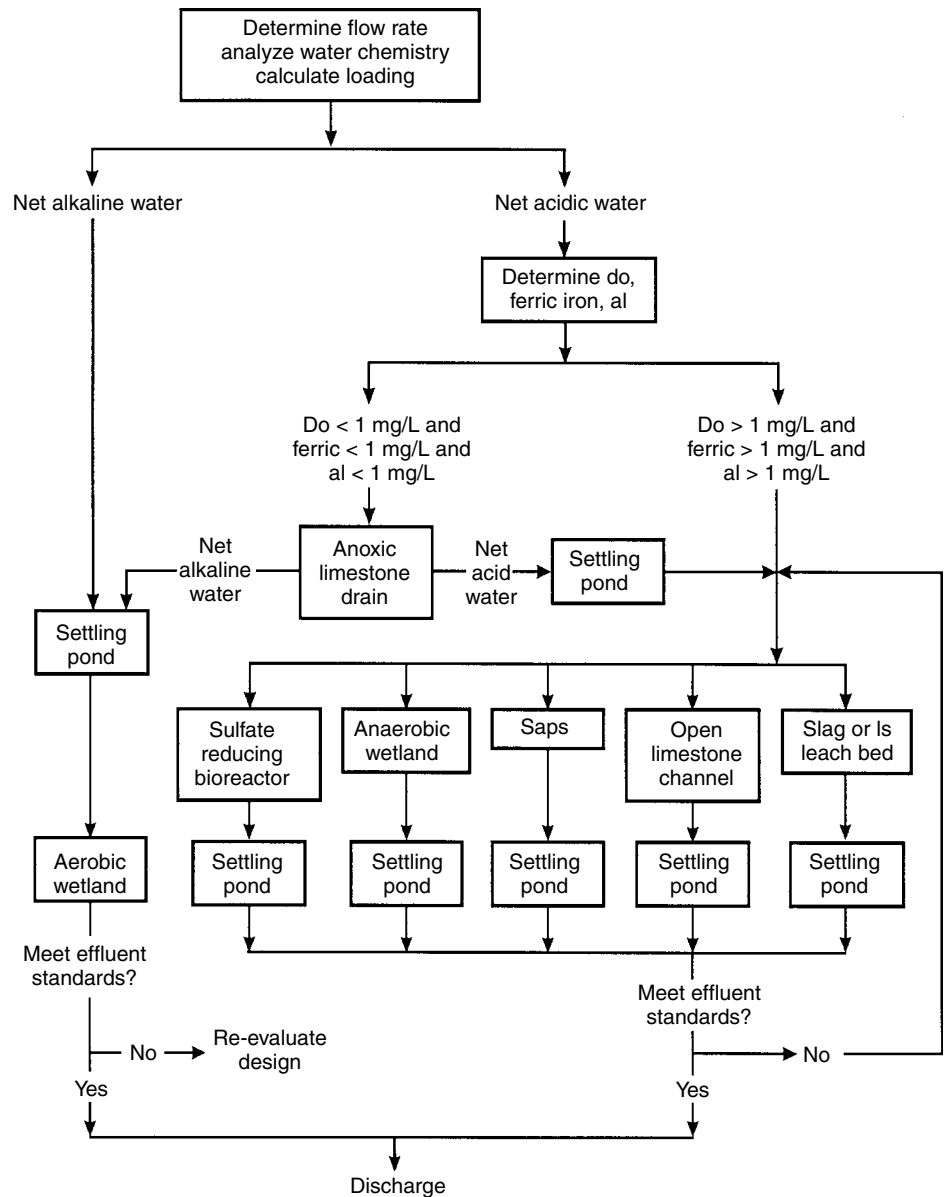 Determine flow rate
analyze water chemistry
calculate loading
Net alkaline water
Net acidic water
Determine do,
ferric iron, al
Do < 1 mg/L and
ferric < 1 mg/L and
al < 1 mg/L
Do > 1 mg/L and
ferric > 1 mg/L and
al > 1 mg/L
Net
alkaline
water
Anoxic
limestone
drain
Net
acid
water
Settling
pond
Settling
pond
Sulfate
reducing
bioreactor
Anaerobic
wetland
Saps
Open
limestone
channel
Slag or ls
leach bed
Aerobic
wetland
Settling
pond
Settling
pond
Settling
pond
Settling
pond
Settling
pond
Meet effluent
standards?
Meet effluent
standards?
No
Re-evaluate
design
No
Yes
Yes
Discharge